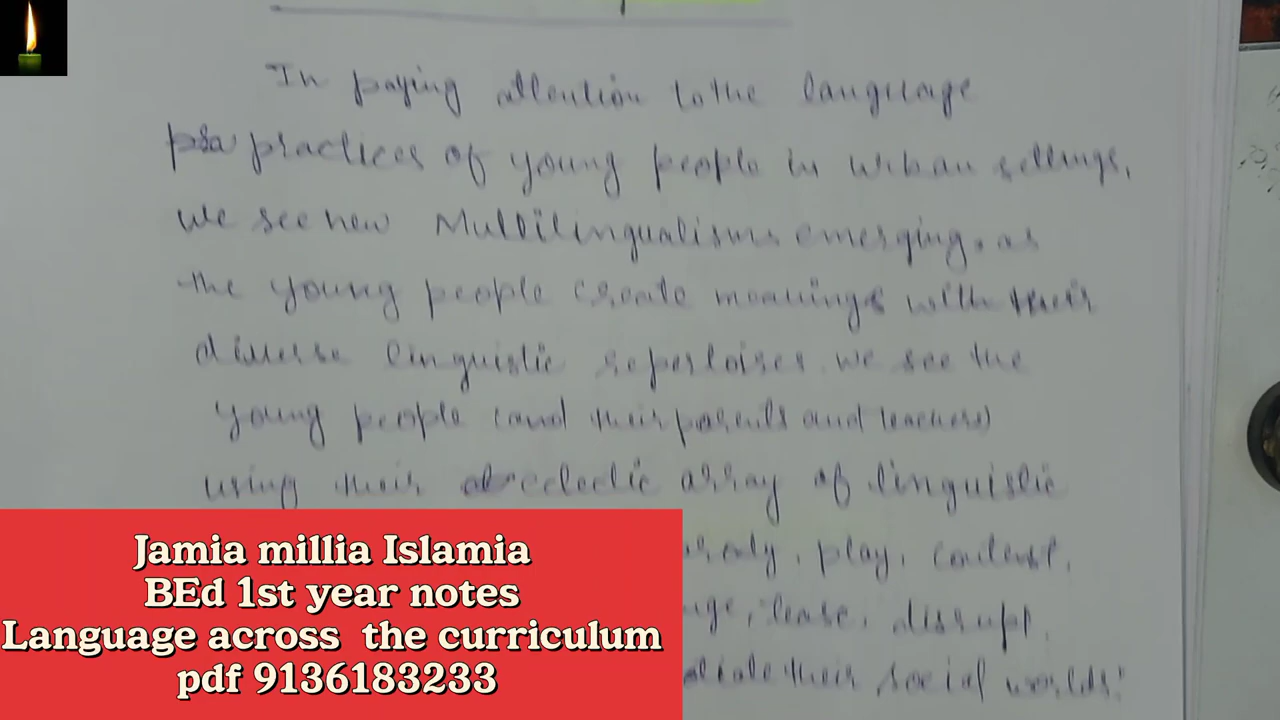 In paying attention to the language
pra practices of young people in urban settings,
we see new Multilingualisms emerging, as
the young people create meanings with their
diverse linguistic repertoires. we see the
young people (and their parents and teachers)
using their eclectic array of linguistic
play, contest,
tease, disrupt,
their social worlds!
Jamia millia Islamia
BEd 1st year notes
Language across the curriculum
pdf 9136183233